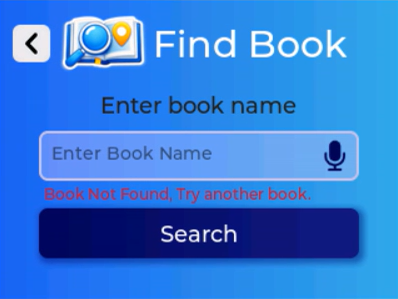 Find Book
Enter book name
Enter Book Name
Book Not Found, Try another book.
Search